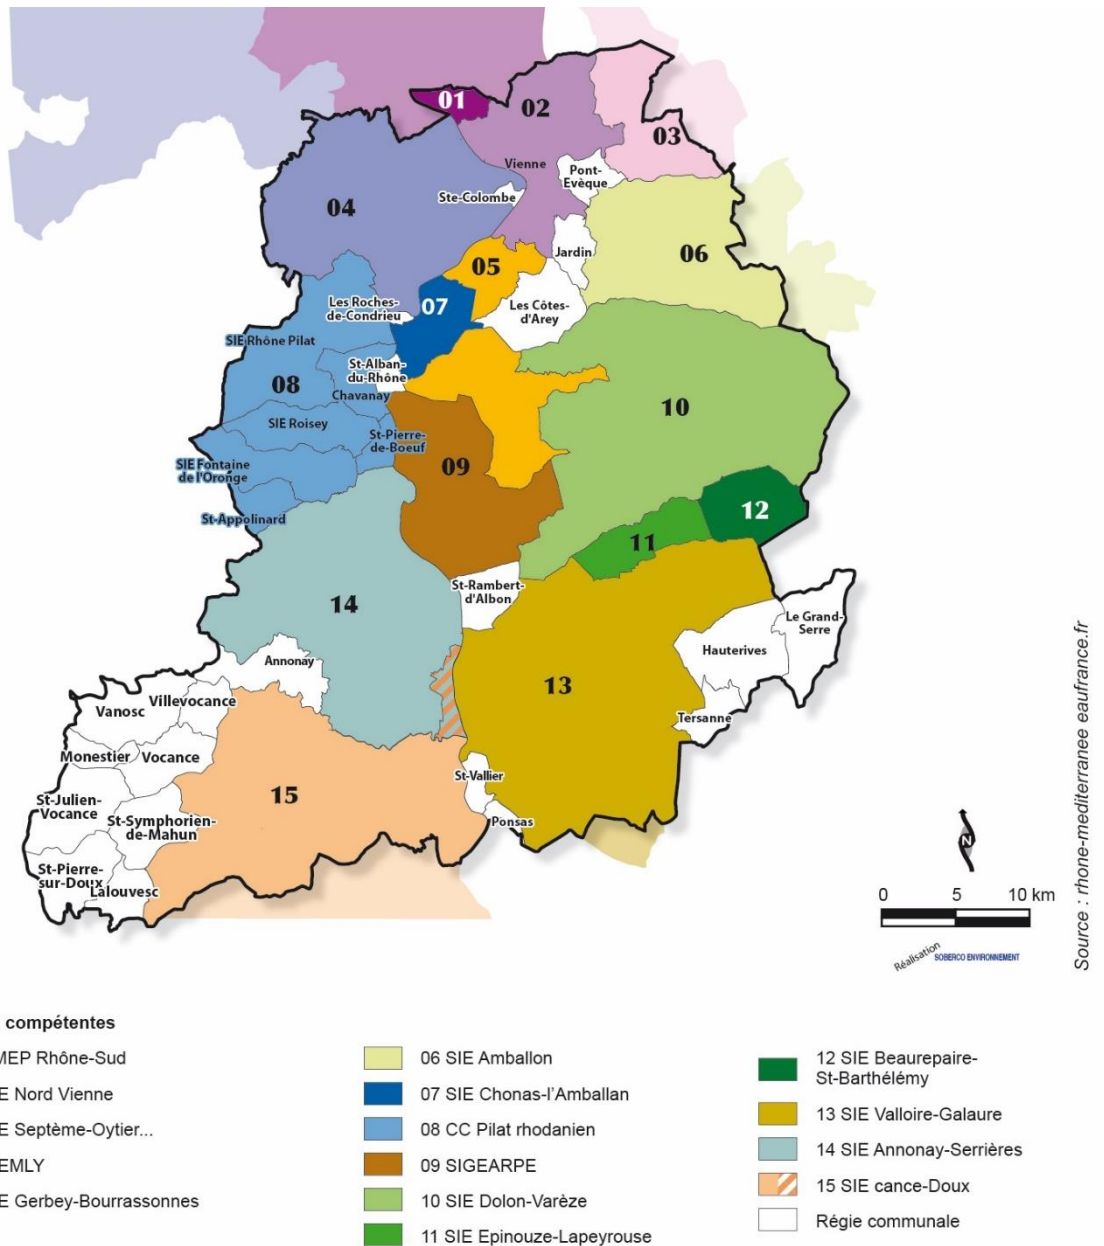 01
02
03
Vienne
Pont-
Evèque
Ste-Colombe
04
Jardin
05
06
Les Roches-
de-Condrieu
07
Les Côtes-
d'Arey
SIE Rhône Pilat
St-Alban-
du-Rhône
08
Chavanay
10
SIE Roisey
St-Pierre-
de-Boeuf
SIE Fontaine
de l'Oronge
09
St-Appolinard
12
11
St-Rambert-
d'Albon
14
Le Grand-
Serre
Hauterives
Annonay
13
Vanosc
Villevocance
Tersanne
Monestier
Vocance
St-Vallier
St-Julien-
Vocance
15
St-Symphorien-
de-Mahun
Ponsas
St-Pierre-
sur-Doux
Lalouvesc
N
0 5 10 km
Réalisation SOBERCO ENVIRONNEMENT
Source : rhone-mediterranee eaufrance.fr
compétentes
MEP Rhône-Sud
E Nord Vienne
E Septème-Oytier...
EMLY
E Gerbey-Bourrassonnes
06 SIE Amballon
07 SIE Chonas-l'Amballan
08 CC Pilat rhodanien
09 SIGEARPE
10 SIE Dolon-Varèze
11 SIE Epinouze-Lapeyrouse
12 SIE Beaurepaire-
St-Barthélémy
13 SIE Valloire-Galaure
14 SIE Annonay-Serrières
15 SIE cance-Doux
Régie communale